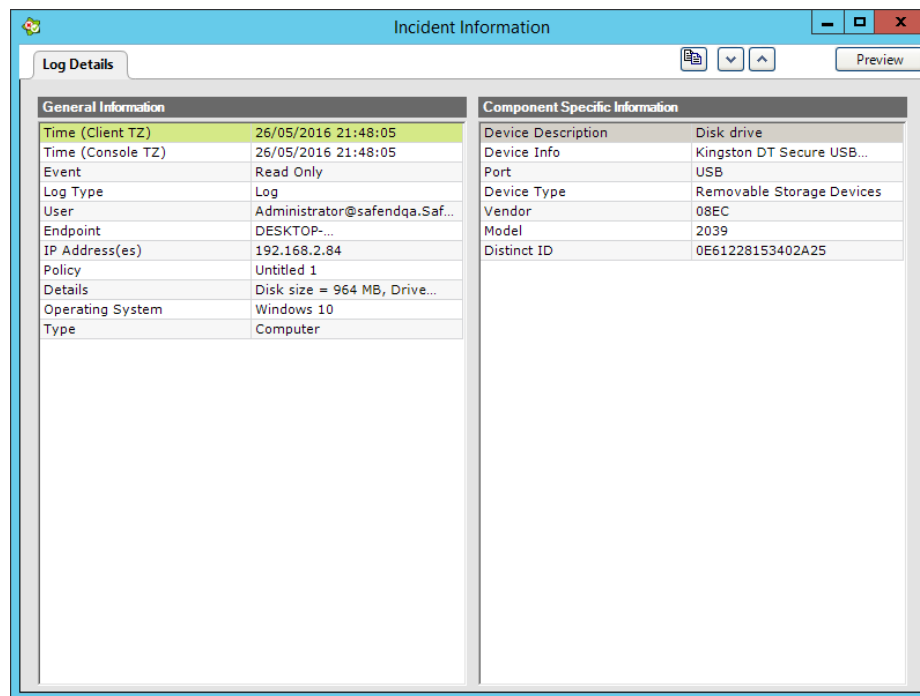 Incident Information
Log Details
Preview
General Information
Time (Client TZ) 26/05/2016 21:48:05
Time (Console TZ) 26/05/2016 21:48:05
Event Read Only
Log Type Log
User Administrator@safendqa.Saf...
Endpoint DESKTOP-...
IP Address(es) 192.168.2.84
Policy Untitled 1
Details Disk size = 964 MB, Drive...
Operating System Windows 10
Type Computer
Component Specific Information
Device Description Disk drive
Device Info Kingston DT Secure USB...
Port USB
Device Type Removable Storage Devices
Vendor 08EC
Model 2039
Distinct ID 0E61228153402A25